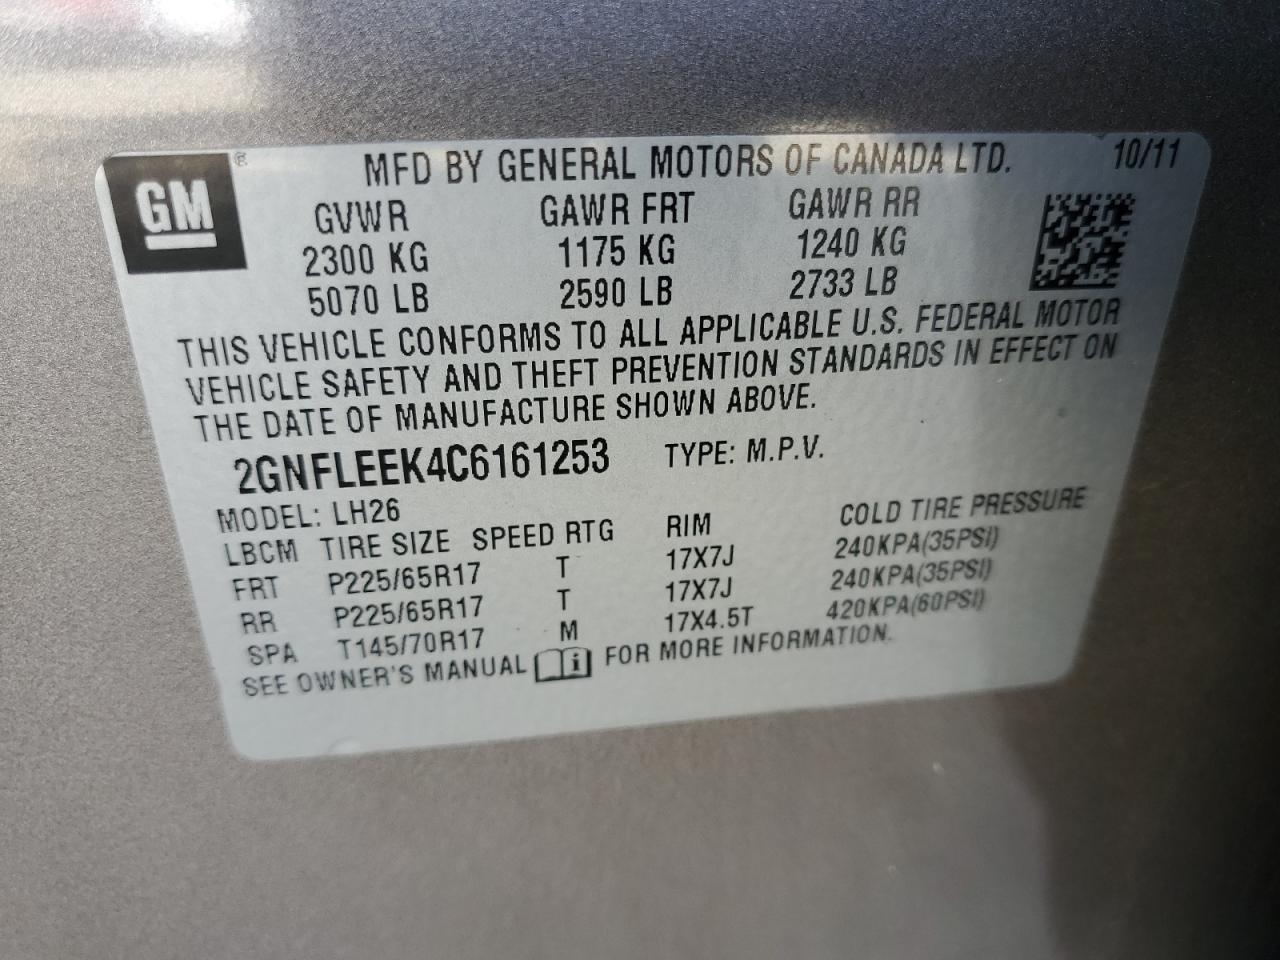 GM ® MFD BY GENERAL MOTORS OF CANADA LTD. 10/11
GVWR GAWR FRT GAWR RR
2300 KG 1175 KG 1240 KG
5070 LB 2590 LB 2733 LB
THIS VEHICLE CONFORMS TO ALL APPLICABLE U.S. FEDERAL MOTOR
VEHICLE SAFETY AND THEFT PREVENTION STANDARDS IN EFFECT ON
THE DATE OF MANUFACTURE SHOWN ABOVE.
2GNFLEEK4C6161253 TYPE: M.P.V.
MODEL: LH26
LBCM TIRE SIZE SPEED RTG RIM COLD TIRE PRESSURE
FRT P225/65R17 T 17X7J 240KPA(35PSI)
RR P225/65R17 T 17X7J 240KPA(35PSI)
SPA T145/70R17 M 17X4.5T 420KPA(60PSI)
SEE OWNER'S MANUAL i FOR MORE INFORMATION.